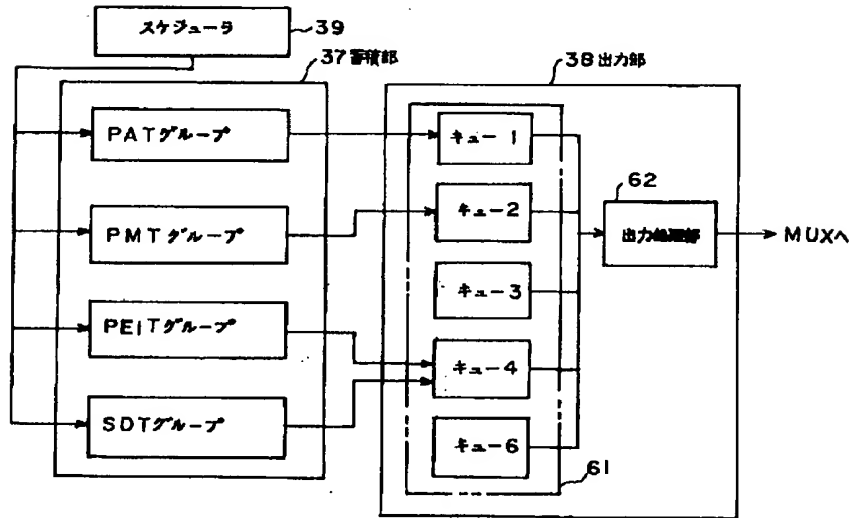 スケジューラ
39
37 蓄積部
38 出力部
PATグループ
キュー1
62
PMTグループ
キュー2
出力処理部
MUXへ
キュー3
PEITグループ
キュー4
SDTグループ
キュー6
61